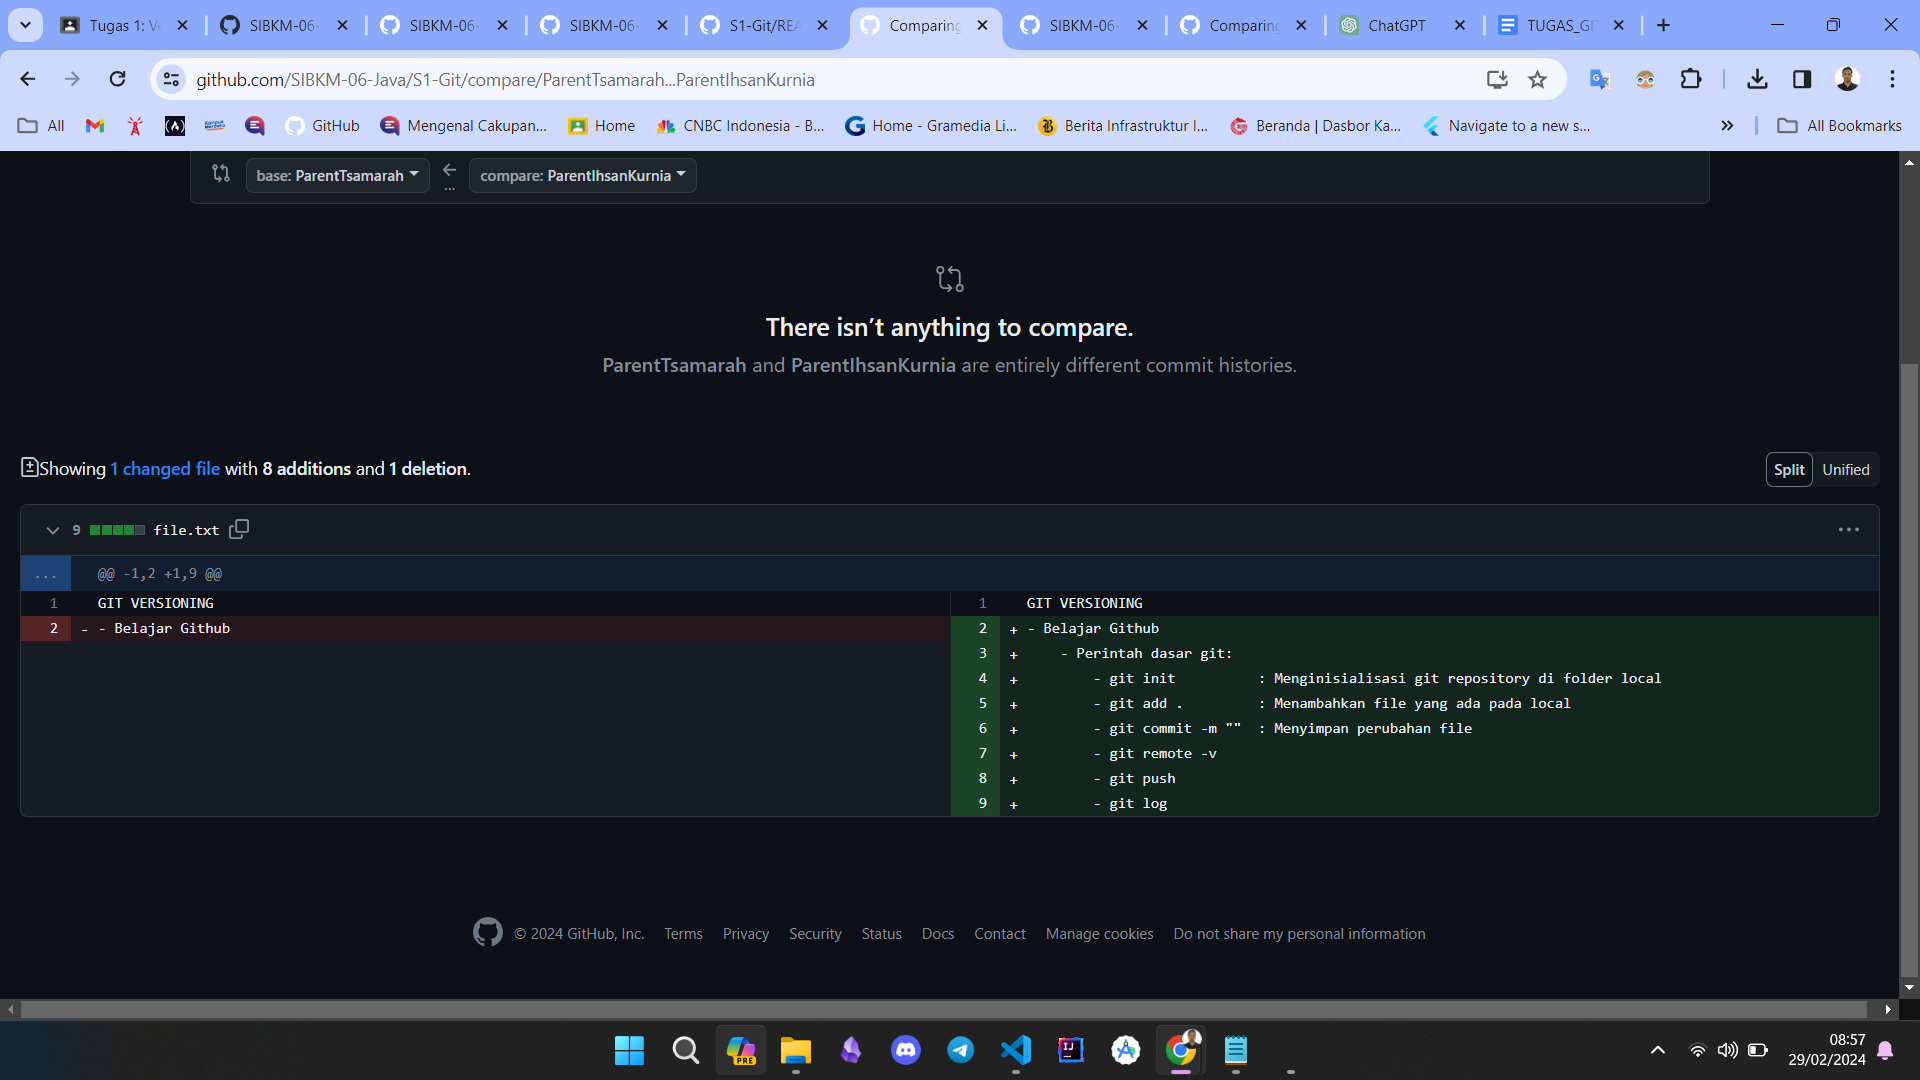 Tugas 1: Ve
SIBKM-06-
SIBKM-06-
SIBKM-06-
S1-Git/REA
Comparing
SIBKM-06-
Comparing
ChatGPT
TUGAS_GI
github.com/SIBKM-06-Java/S1-Git/compare/ParentTsamarah...ParentIhsanKurnia
All
GitHub
Mengenal Cakupan...
Home
CNBC Indonesia - B...
Home - Gramedia Li...
Berita Infrastruktur I...
Beranda | Dasbor Ka...
Navigate to a new s...
All Bookmarks
base: ParentTsamarah
...
compare: ParentIhsanKurnia
There isn’t anything to compare.
ParentTsamarah and ParentIhsanKurnia are entirely different commit histories.
Showing 1 changed file with 8 additions and 1 deletion.
Split
Unified
9 file.txt
... @@ -1,2 +1,9 @@
1 GIT VERSIONING
2 - - Belajar Github
1 GIT VERSIONING
2 + - Belajar Github
3 + - Perintah dasar git:
4 + - git init : Menginisialisasi git repository di folder local
5 + - git add . : Menambahkan file yang ada pada local
6 + - git commit -m "" : Menyimpan perubahan file
7 + - git remote -v
8 + - git push
9 + - git log
© 2024 GitHub, Inc.
Terms
Privacy
Security
Status
Docs
Contact
Manage cookies
Do not share my personal information
PRE
IJ
08:57
29/02/2024